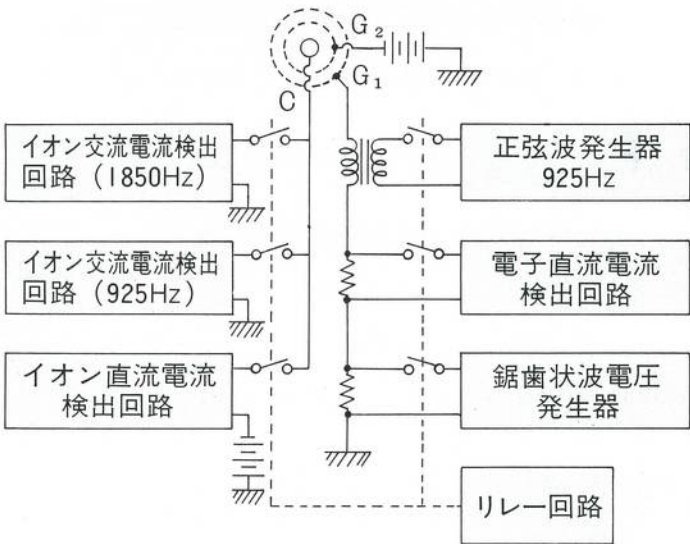 G₂
G₁
C
イオン交流電流検出
回路（1850Hz）
イオン交流電流検出
回路（925Hz）
イオン直流電流
検出回路
正弦波発生器
925Hz
電子直流電流
検出回路
鋸歯状波電圧
発生器
リレー回路